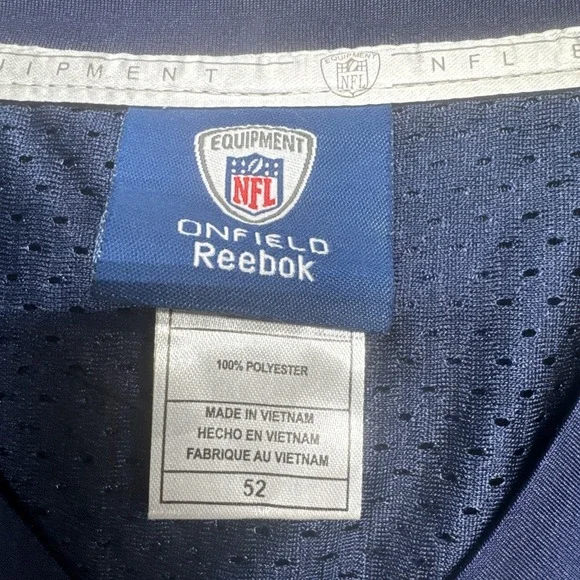 IPMENT EQUIPMENT NFL NFL E
EQUIPMENT
NFL
ONFIELD
Reebok
100% POLYESTER
MADE IN VIETNAM
HECHO EN VIETNAM
FABRIQUE AU VIETNAM
52